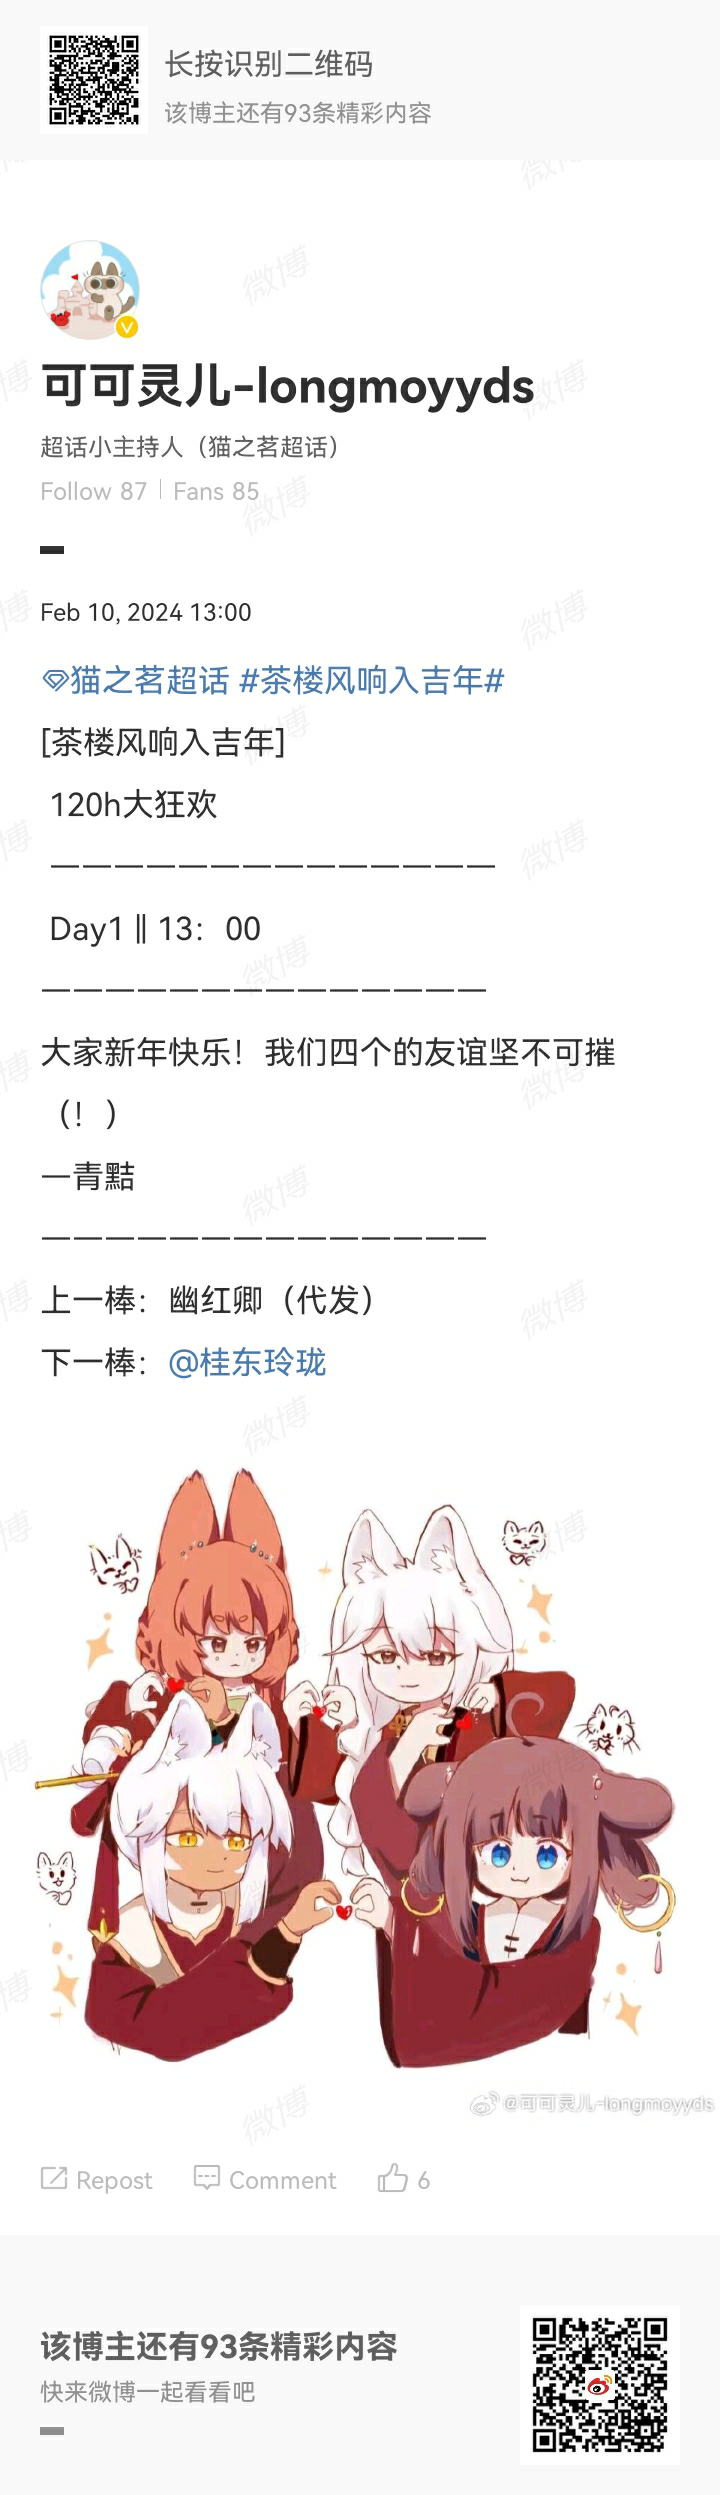 长按识别二维码
该博主还有93条精彩内容
可可灵儿-longmoyyds
超话小主持人（猫之茗超话）
Follow 87 | Fans 85
Feb 10, 2024 13:00
猫之茗超话 #茶楼风响入吉年#
[茶楼风响入吉年]
120h大狂欢
——————————————
Day1 || 13：00
——————————————
大家新年快乐！我们四个的友谊坚不可摧
（！）
—青黠
——————————————
上一棒：幽红卿（代发）
下一棒：@桂东玲珑
@可可灵儿-longmoyyds
Repost
Comment
6
该博主还有93条精彩内容
快来微博一起看看吧
微博